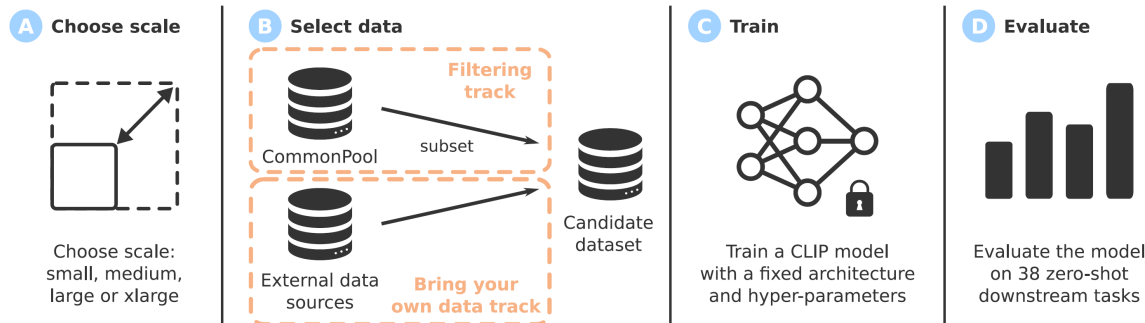 A Choose scale
Choose scale:
small, medium,
large or xlarge
B Select data
Filtering
track
CommonPool
subset
External data
sources
Bring your
own data track
Candidate
dataset
C Train
Train a CLIP model
with a fixed architecture
and hyper-parameters
D Evaluate
Evaluate the model
on 38 zero-shot
downstream tasks